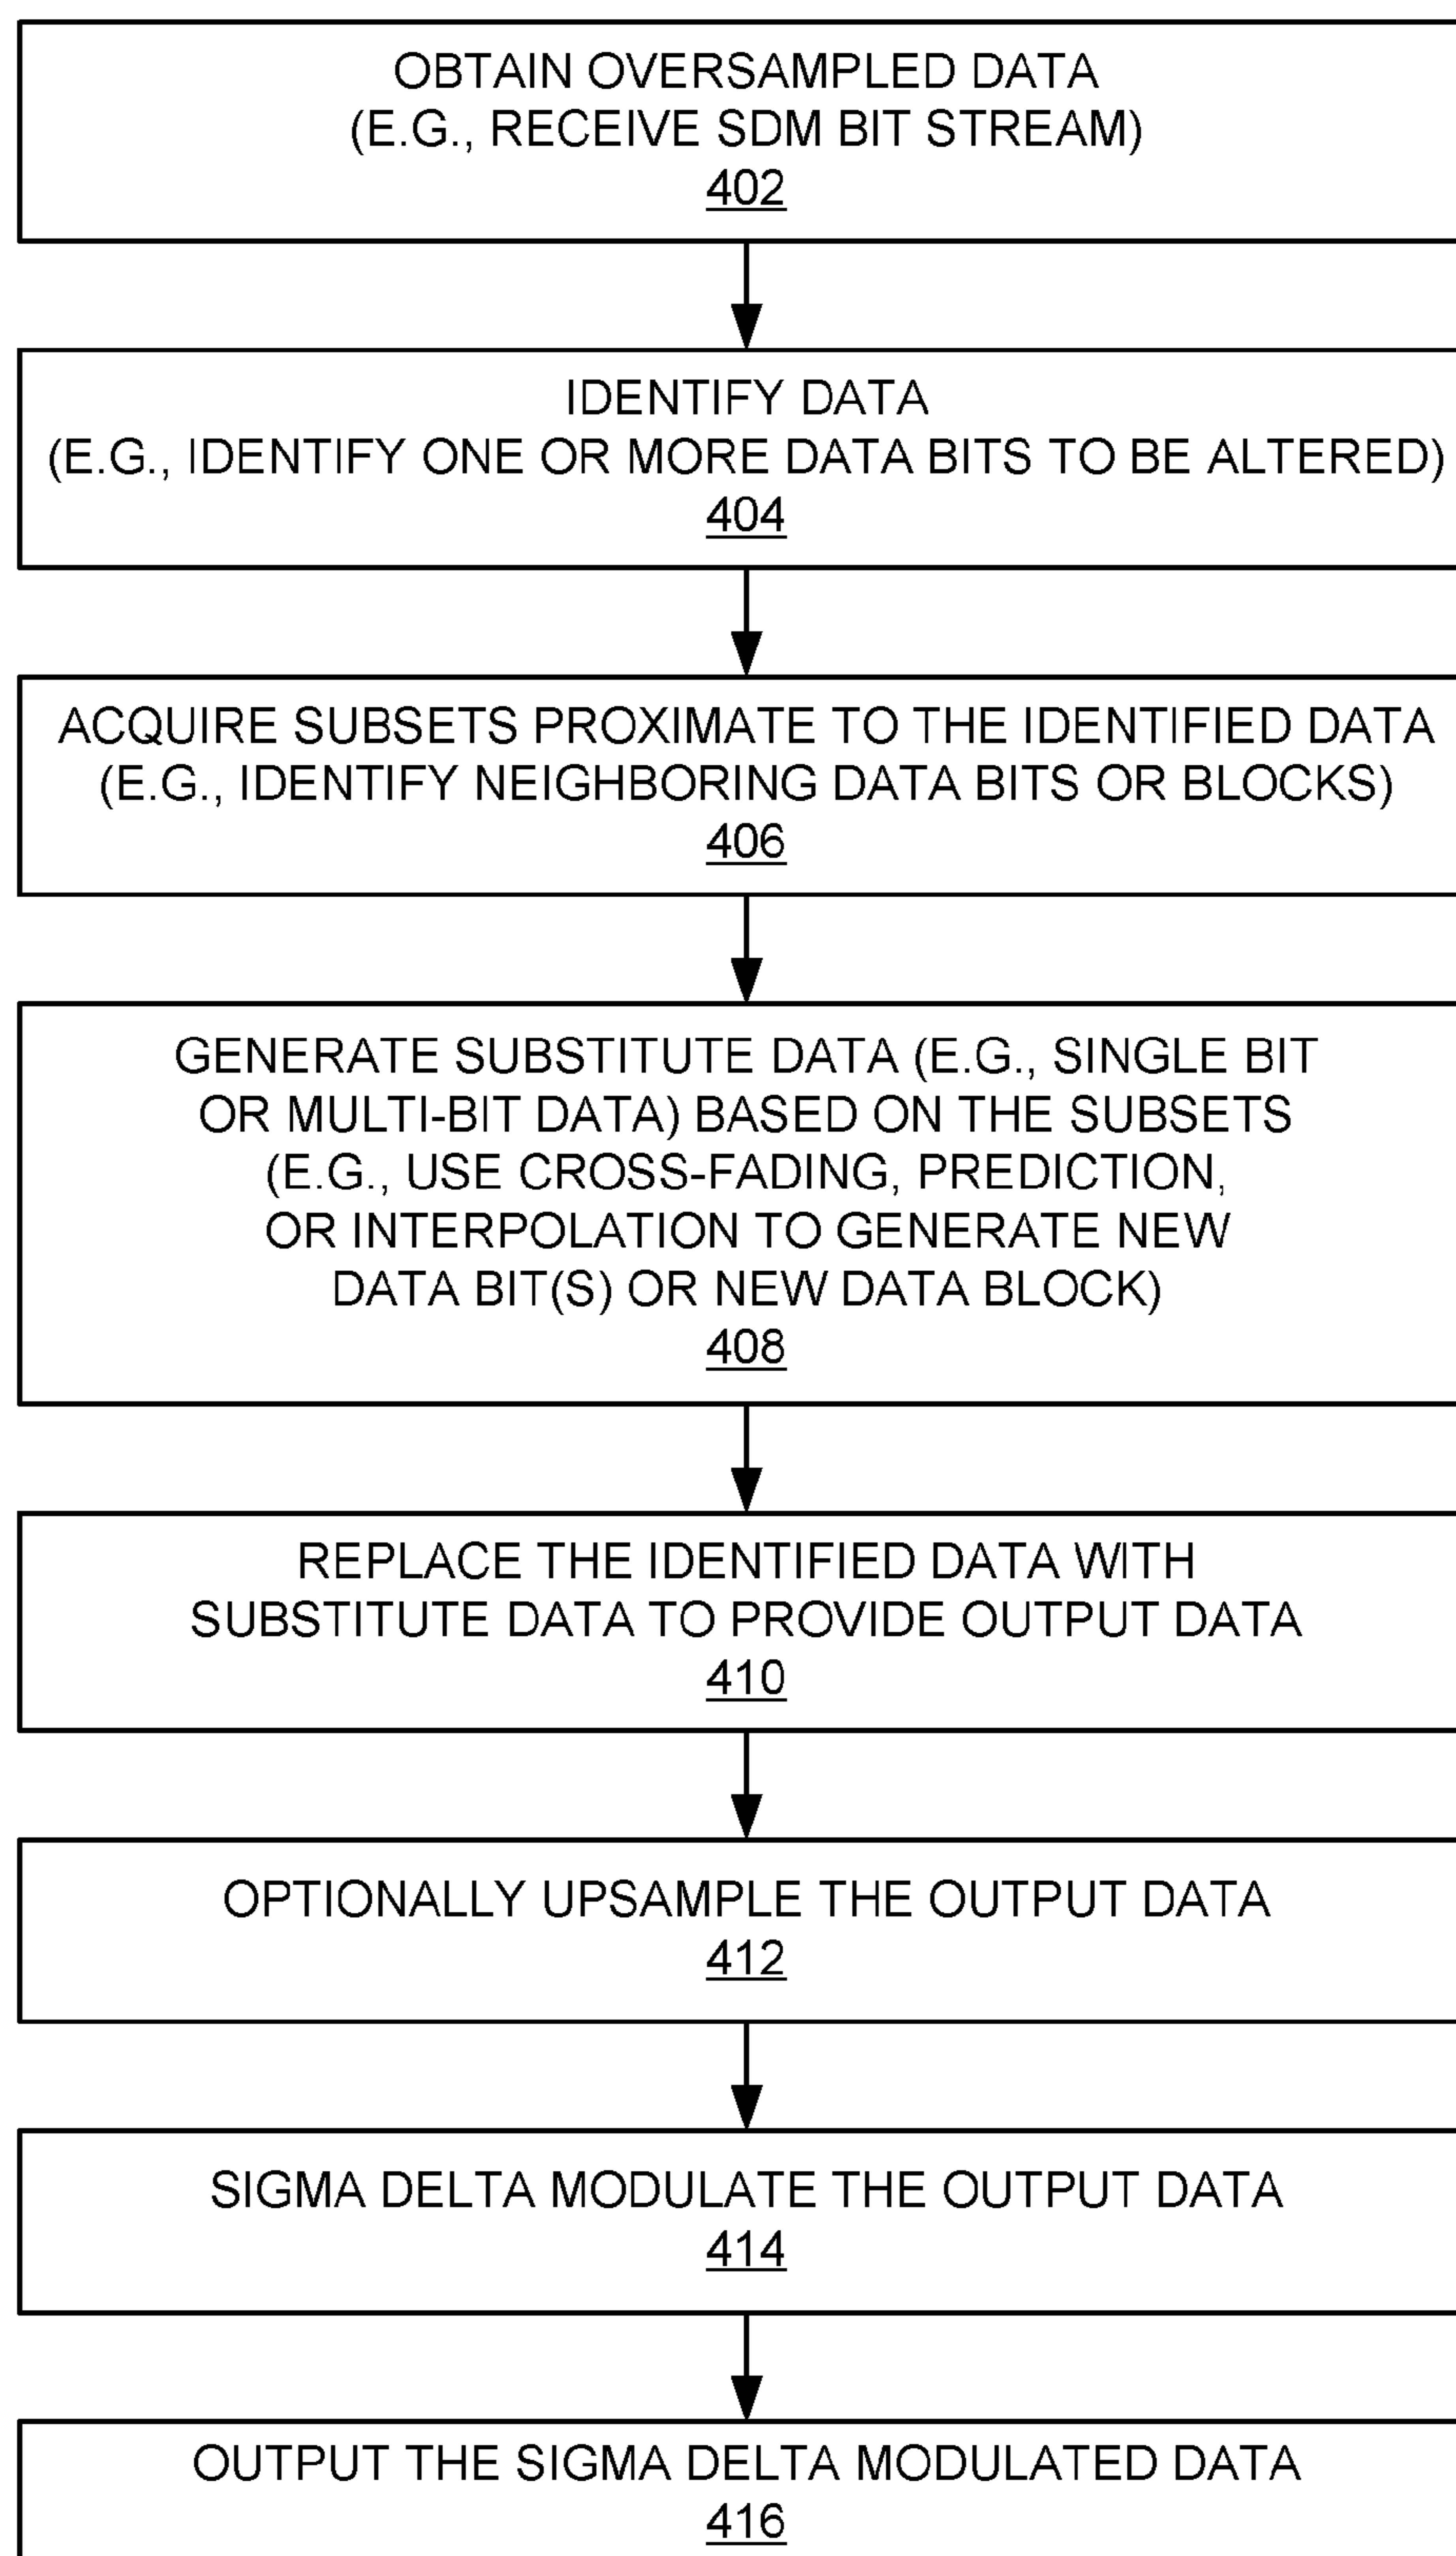 OBTAIN OVERSAMPLED DATA
(E.G., RECEIVE SDM BIT STREAM)
402
IDENTIFY DATA
(E.G., IDENTIFY ONE OR MORE DATA BITS TO BE ALTERED)
404
ACQUIRE SUBSETS PROXIMATE TO THE IDENTIFIED DATA
(E.G., IDENTIFY NEIGHBORING DATA BITS OR BLOCKS)
406
GENERATE SUBSTITUTE DATA (E.G., SINGLE BIT
OR MULTI-BIT DATA) BASED ON THE SUBSETS
(E.G., USE CROSS-FADING, PREDICTION,
OR INTERPOLATION TO GENERATE NEW
DATA BIT(S) OR NEW DATA BLOCK)
408
REPLACE THE IDENTIFIED DATA WITH
SUBSTITUTE DATA TO PROVIDE OUTPUT DATA
410
OPTIONALLY UPSAMPLE THE OUTPUT DATA
412
SIGMA DELTA MODULATE THE OUTPUT DATA
414
OUTPUT THE SIGMA DELTA MODULATED DATA
416